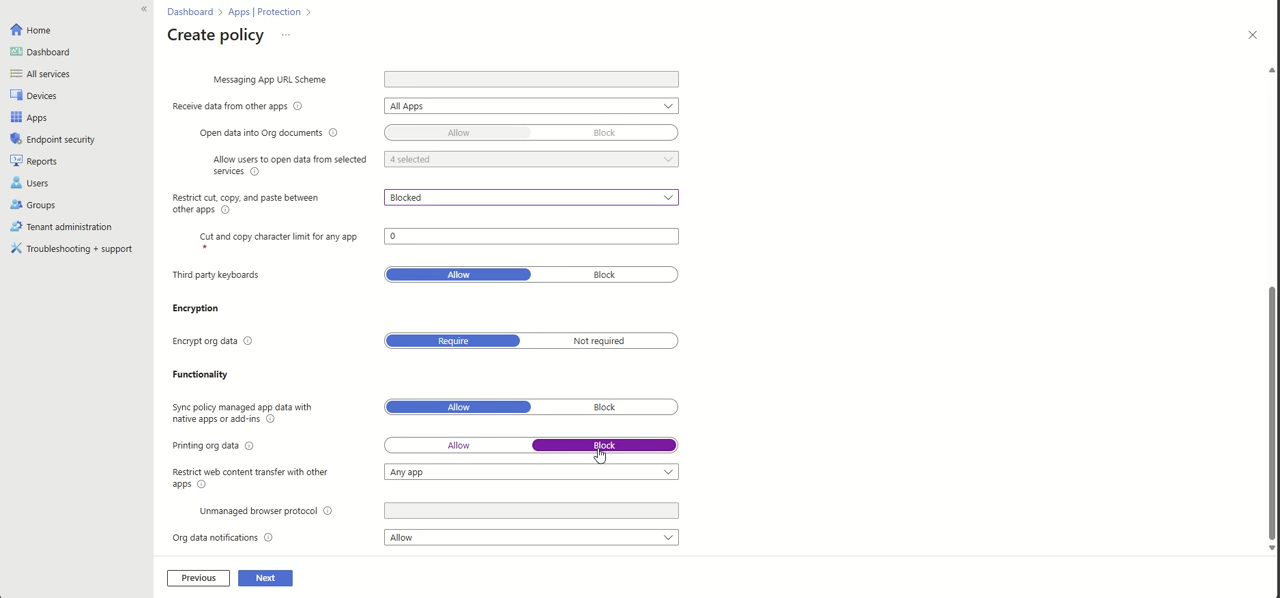 Dashboard > Apps | Protection >
Create policy ...
Home
Dashboard
All services
Devices
Apps
Endpoint security
Reports
Users
Groups
Tenant administration
Troubleshooting + support
Messaging App URL Scheme
Receive data from other apps All Apps
Open data into Org documents Allow Block
Allow users to open data from selected 4 selected
services
Restrict cut, copy, and paste between Blocked
other apps
Cut and copy character limit for any app 0
*
Third party keyboards Allow Block
Encryption
Encrypt org data Require Not required
Functionality
Sync policy managed app data with Allow Block
native apps or add-ins
Printing org data Allow Block
Restrict web content transfer with other Any app
apps
Unmanaged browser protocol
Org data notifications Allow
Previous Next